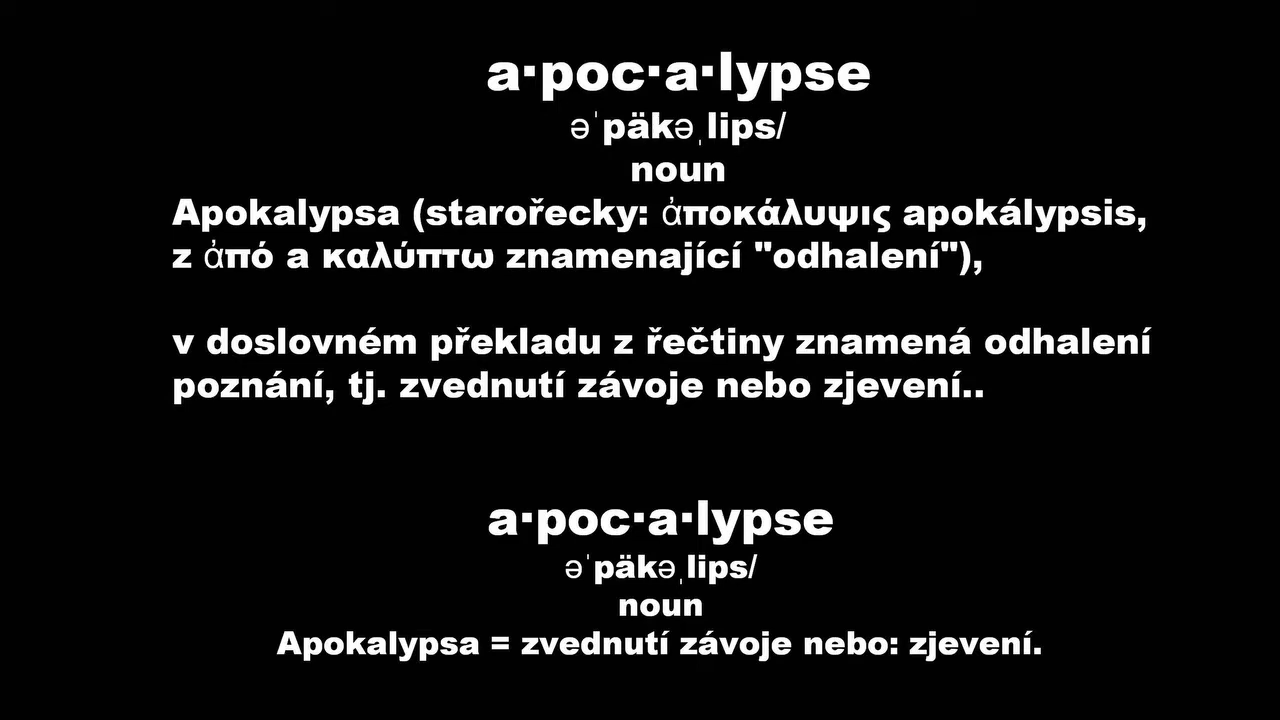 a·poc·a·lypse
əˈpäkəˌlips/
noun
Apokalypsa (starořecky: ἀποκάλυψις apokálypsis,
z ἀπό a καλύπτω znamenající "odhalení"),
v doslovném překladu z řečtiny znamená odhalení
poznání, tj. zvednutí závoje nebo zjevení..
a·poc·a·lypse
əˈpäkəˌlips/
noun
Apokalypsa = zvednutí závoje nebo: zjevení.